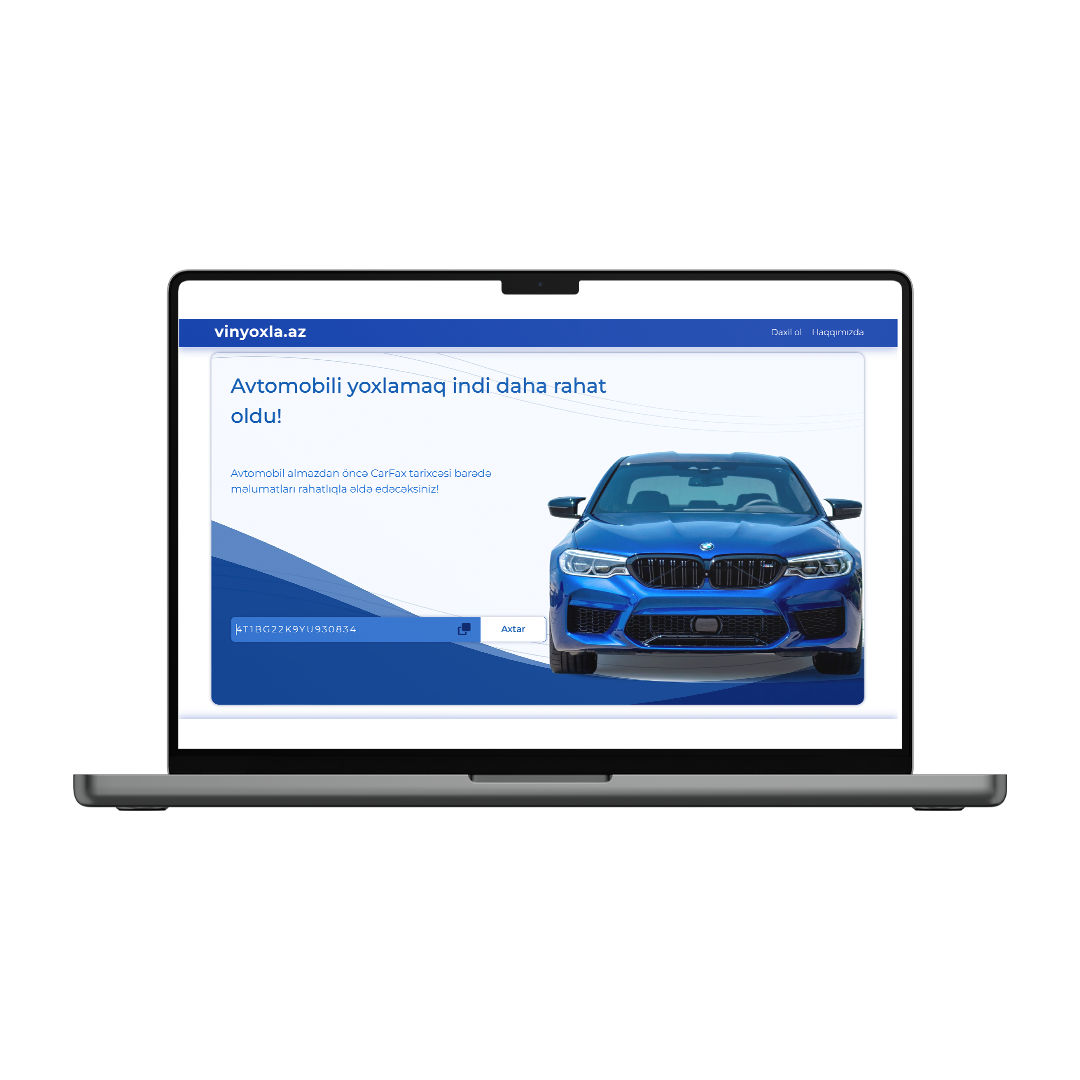 vinyoxla.az
Daxil ol Haqqımızda
Avtomobili yoxlamaq indi daha rahat
oldu!
Avtomobil almazdan öncə CarFax tarixcəsi barədə
məlumatları rahatlıqla əldə edəcəksiniz!
4T1BG22K9YU930834
Axtar